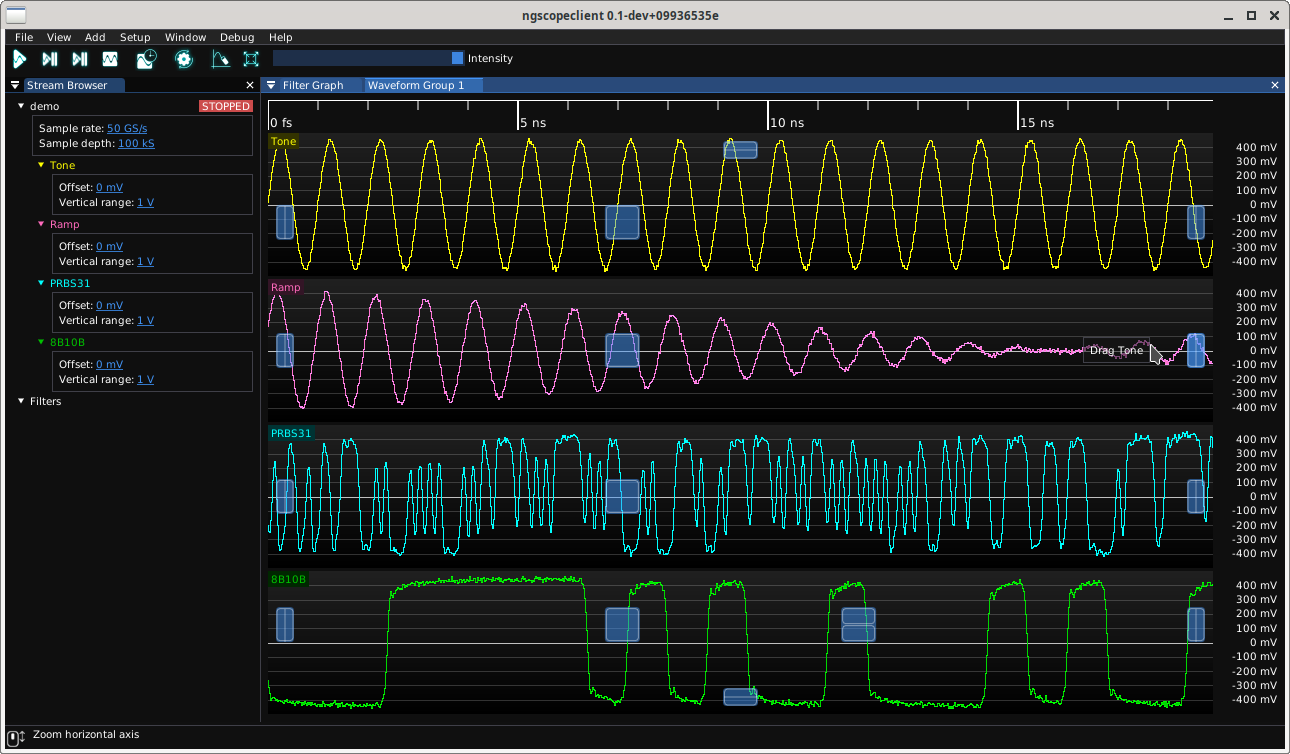 ngscopeclient 0.1-dev+09936535e
File View Add Setup Window Debug Help
Intensity
Stream Browser
Filter Graph Waveform Group 1
demo STOPPED
Sample rate: 50 GS/s
Sample depth: 100 kS
Tone
Offset: 0 mV
Vertical range: 1 V
Ramp
Offset: 0 mV
Vertical range: 1 V
PRBS31
Offset: 0 mV
Vertical range: 1 V
8B10B
Offset: 0 mV
Vertical range: 1 V
Filters
0 fs 5 ns 10 ns 15 ns
Tone
400 mV
300 mV
200 mV
100 mV
0 mV
-100 mV
-200 mV
-300 mV
-400 mV
Ramp
400 mV
300 mV
200 mV
100 mV
0 mV
-100 mV
-200 mV
-300 mV
-400 mV
Drag Tone
PRBS31
400 mV
300 mV
200 mV
100 mV
0 mV
-100 mV
-200 mV
-300 mV
-400 mV
8B10B
400 mV
300 mV
200 mV
100 mV
0 mV
-100 mV
-200 mV
-300 mV
-400 mV
Zoom horizontal axis